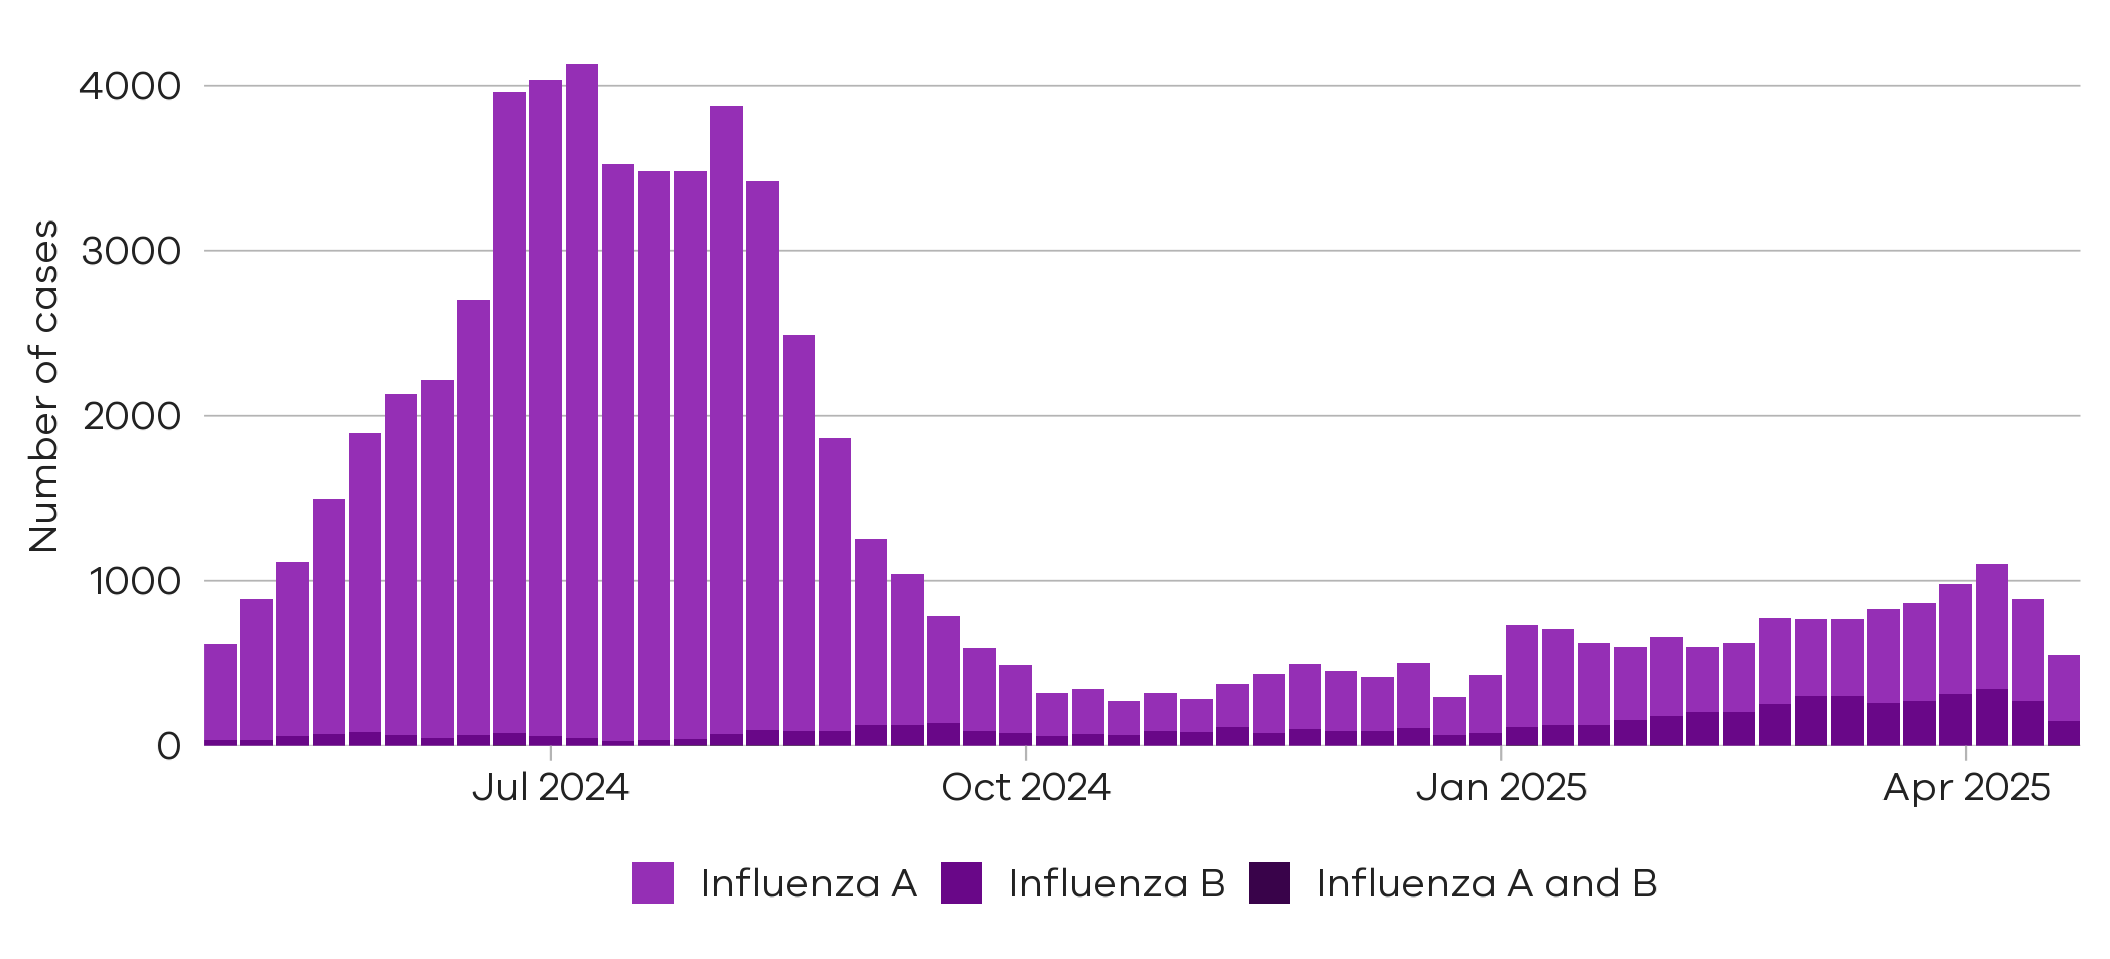 Number of cases
4000
3000
2000
1000
0
Jul 2024 Oct 2024 Jan 2025 Apr 2025
Influenza A Influenza B Influenza A and B